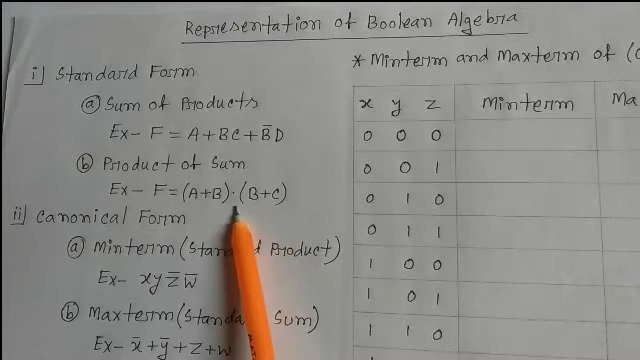 Representation of Boolean Algebra
i) Standard Form
(a) Sum of Products
Ex- F = A+BC+B̅D
(b) Product of Sum
Ex- F = (A+B)·(B+C)
ii) Canonical Form
(a) Minterm (Standard Product)
Ex- xyz̅w̅
(b) Maxterm (Standard Sum)
Ex- x̅+y̅+z+w
* Minterm and Maxterm of (
x y z Minterm Ma
0 0 0
0 0 1
0 1 0
0 1 1
1 0 0
1 0 1
1 1 0